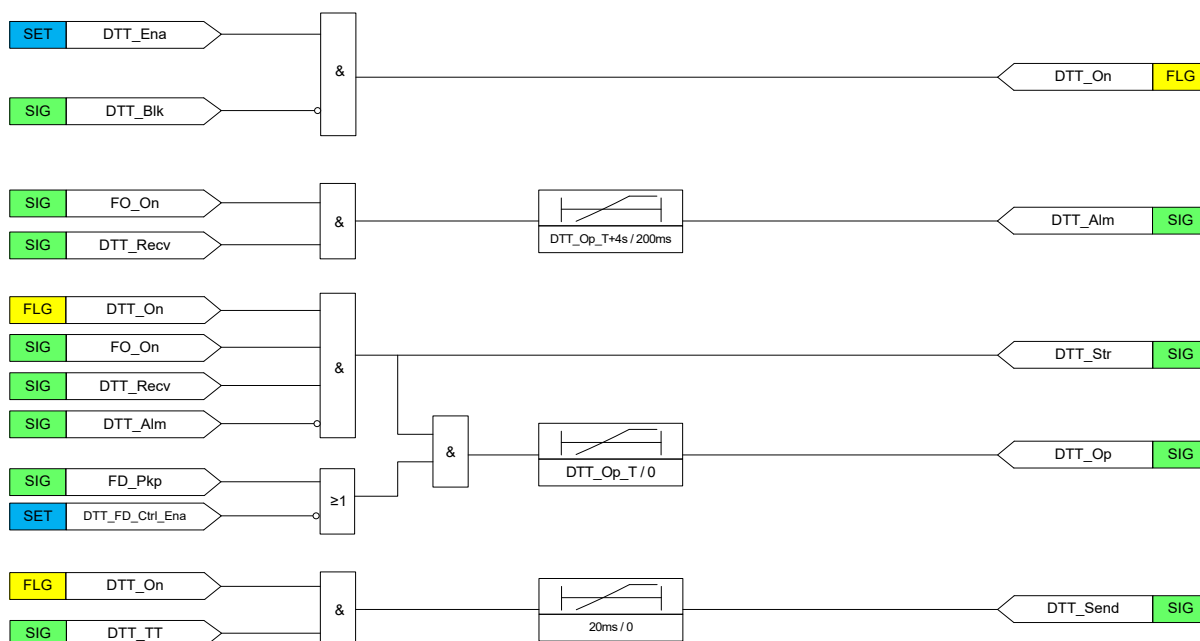 SET DTT_Ena
&
DTT_On FLG
SIG DTT_Blk
SIG FO_On
&
DTT_Op_T+4s / 200ms
DTT_Alm SIG
SIG DTT_Recv
FLG DTT_On
SIG FO_On
&
DTT_Str SIG
SIG DTT_Recv
SIG DTT_Alm
&
DTT_Op_T / 0
DTT_Op SIG
SIG FD_Pkp
≥1
SET DTT_FD_Ctrl_Ena
FLG DTT_On
&
20ms / 0
DTT_Send SIG
SIG DTT_TT